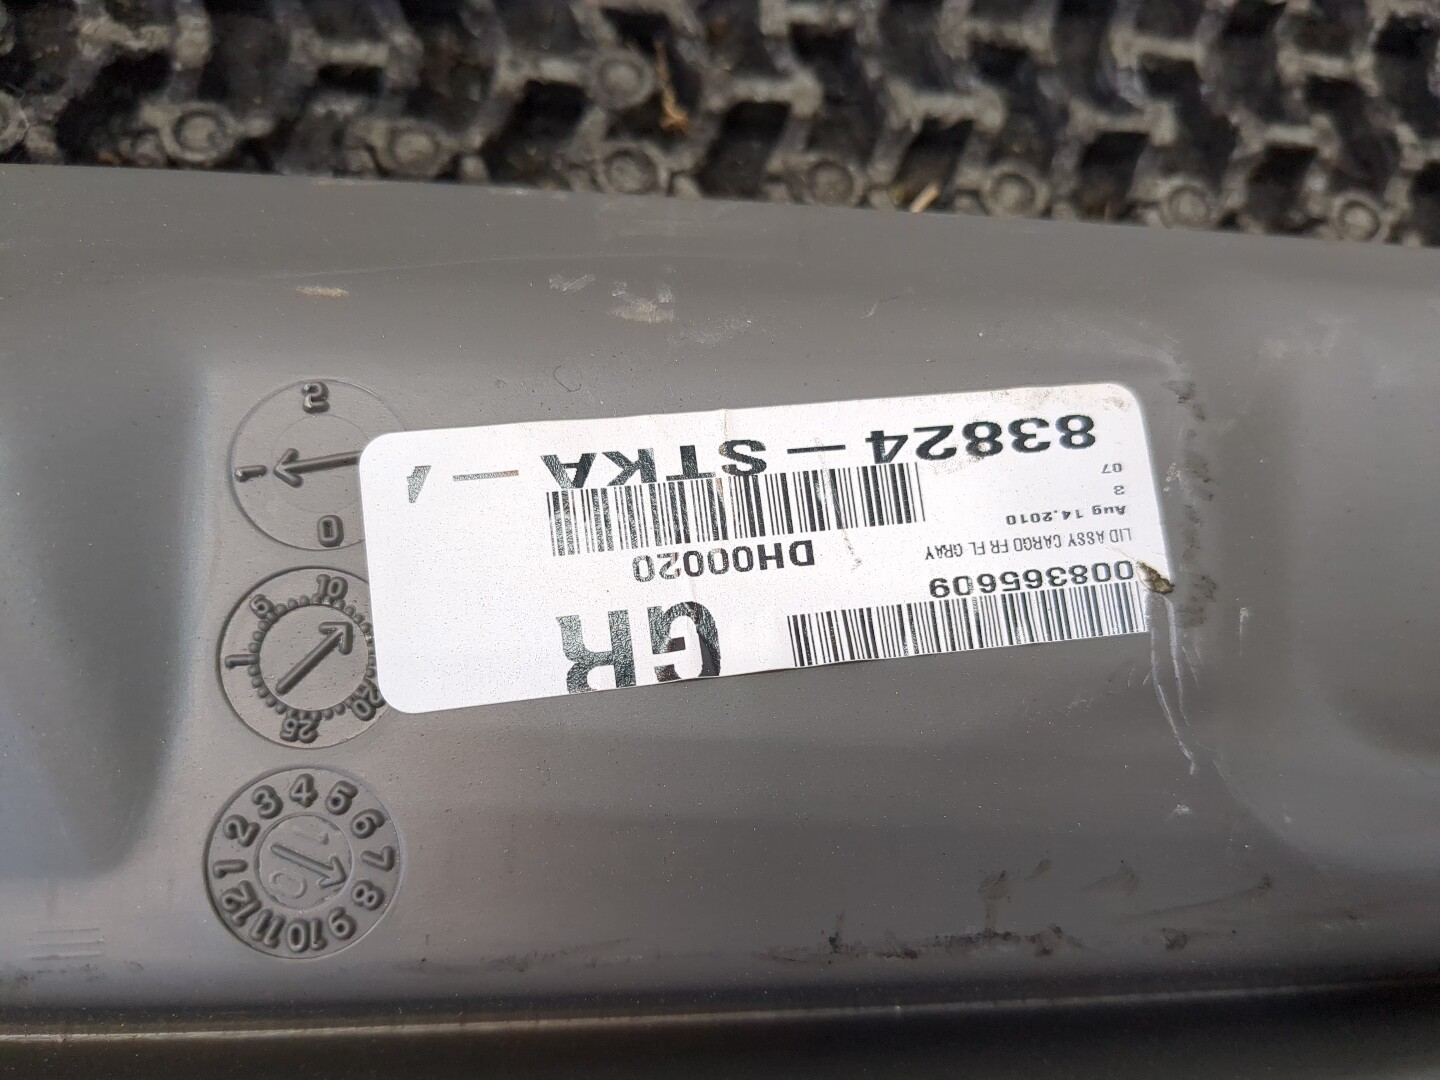 008365609
LID ASSY CARGO FR FL GRAY
Aug 14.2010
3
07
GR
DH00020
83824-STKA-
2
1
0
1 5 10 20 25
1 2 3 4 5 6 7 8 9 10 11 12
10